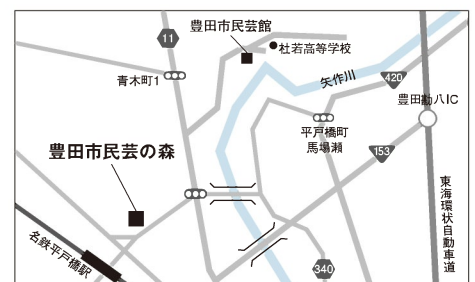 豊田市民芸館
11
杜若高等学校
青木町1
矢作川
420
豊田勘八IC
平戸橋町
馬場瀬
153
豊田市民芸の森
東海環状自動車道
名鉄平戸橋駅
340